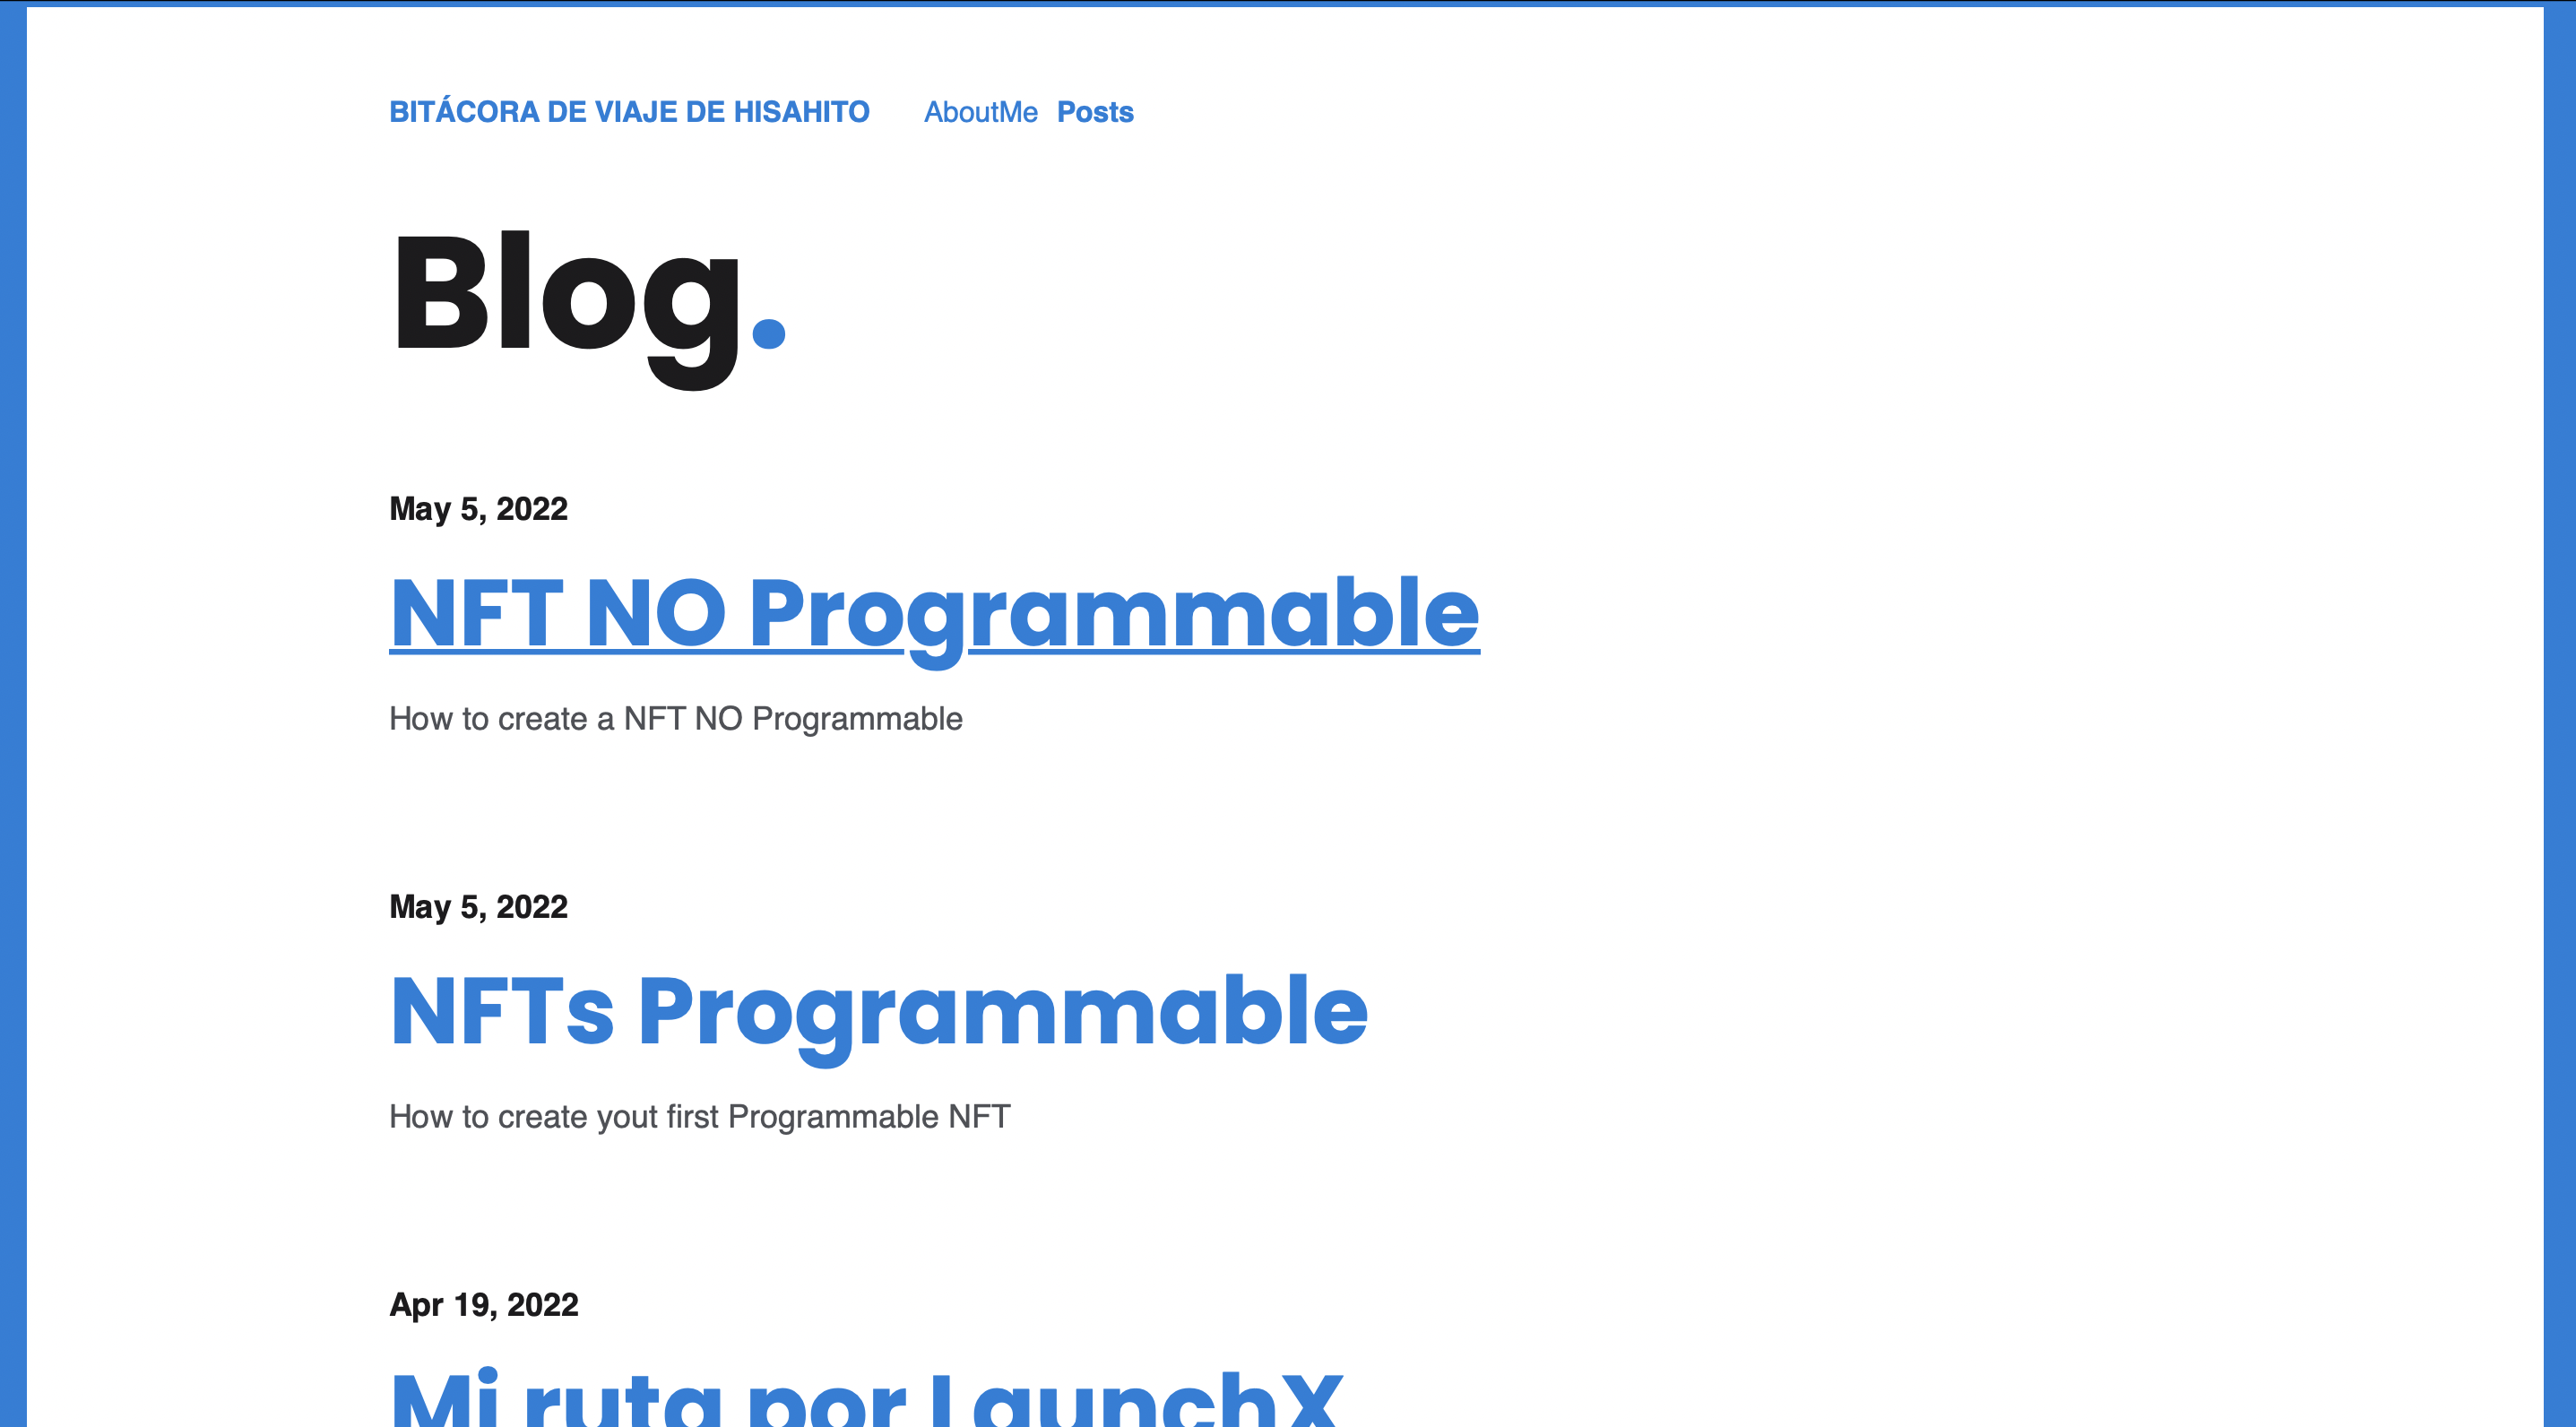 BITÁCORA DE VIAJE DE HISAHITO AboutMe Posts
Blog.
May 5, 2022
NFT NO Programmable
How to create a NFT NO Programmable
May 5, 2022
NFTs Programmable
How to create yout first Programmable NFT
Apr 19, 2022
Mi ruta por LaunchX